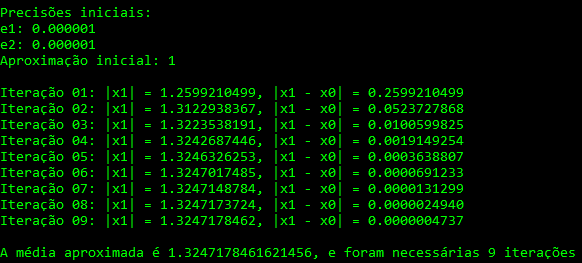 Precisões iniciais:
e1: 0.000001
e2: 0.000001
Aproximação inicial: 1
Iteração 01: |x1| = 1.2599210499, |x1 - x0| = 0.2599210499
Iteração 02: |x1| = 1.3122938367, |x1 - x0| = 0.0523727868
Iteração 03: |x1| = 1.3223538191, |x1 - x0| = 0.0100599825
Iteração 04: |x1| = 1.3242687446, |x1 - x0| = 0.0019149254
Iteração 05: |x1| = 1.3246326253, |x1 - x0| = 0.0003638807
Iteração 06: |x1| = 1.3247017485, |x1 - x0| = 0.0000691233
Iteração 07: |x1| = 1.3247148784, |x1 - x0| = 0.0000131299
Iteração 08: |x1| = 1.3247173724, |x1 - x0| = 0.0000024940
Iteração 09: |x1| = 1.3247178462, |x1 - x0| = 0.0000004737
A média aproximada é 1.3247178461621456, e foram necessárias 9 iterações